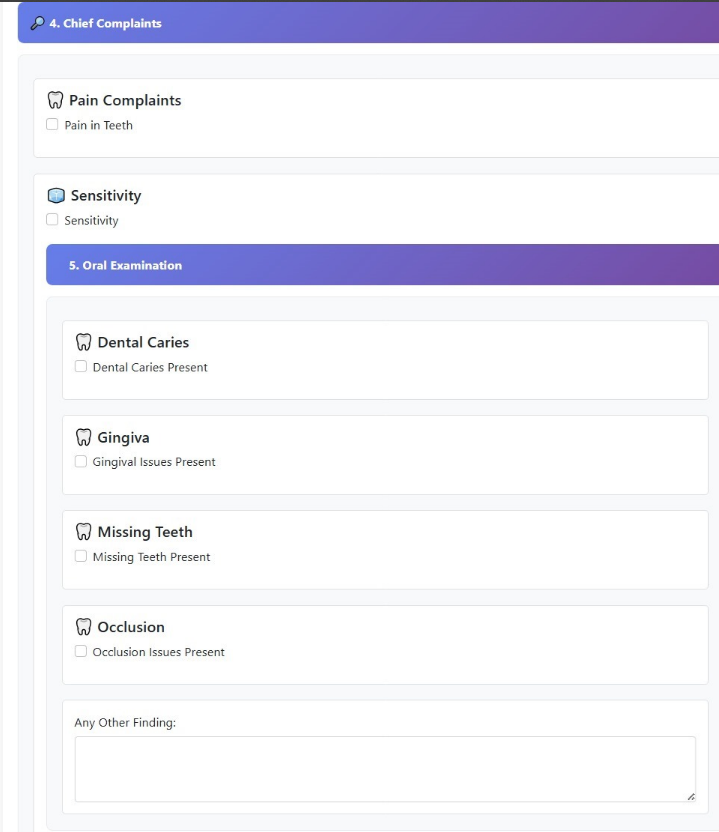 4. Chief Complaints
Pain Complaints
Pain in Teeth
Sensitivity
Sensitivity
5. Oral Examination
Dental Caries
Dental Caries Present
Gingiva
Gingival Issues Present
Missing Teeth
Missing Teeth Present
Occlusion
Occlusion Issues Present
Any Other Finding: